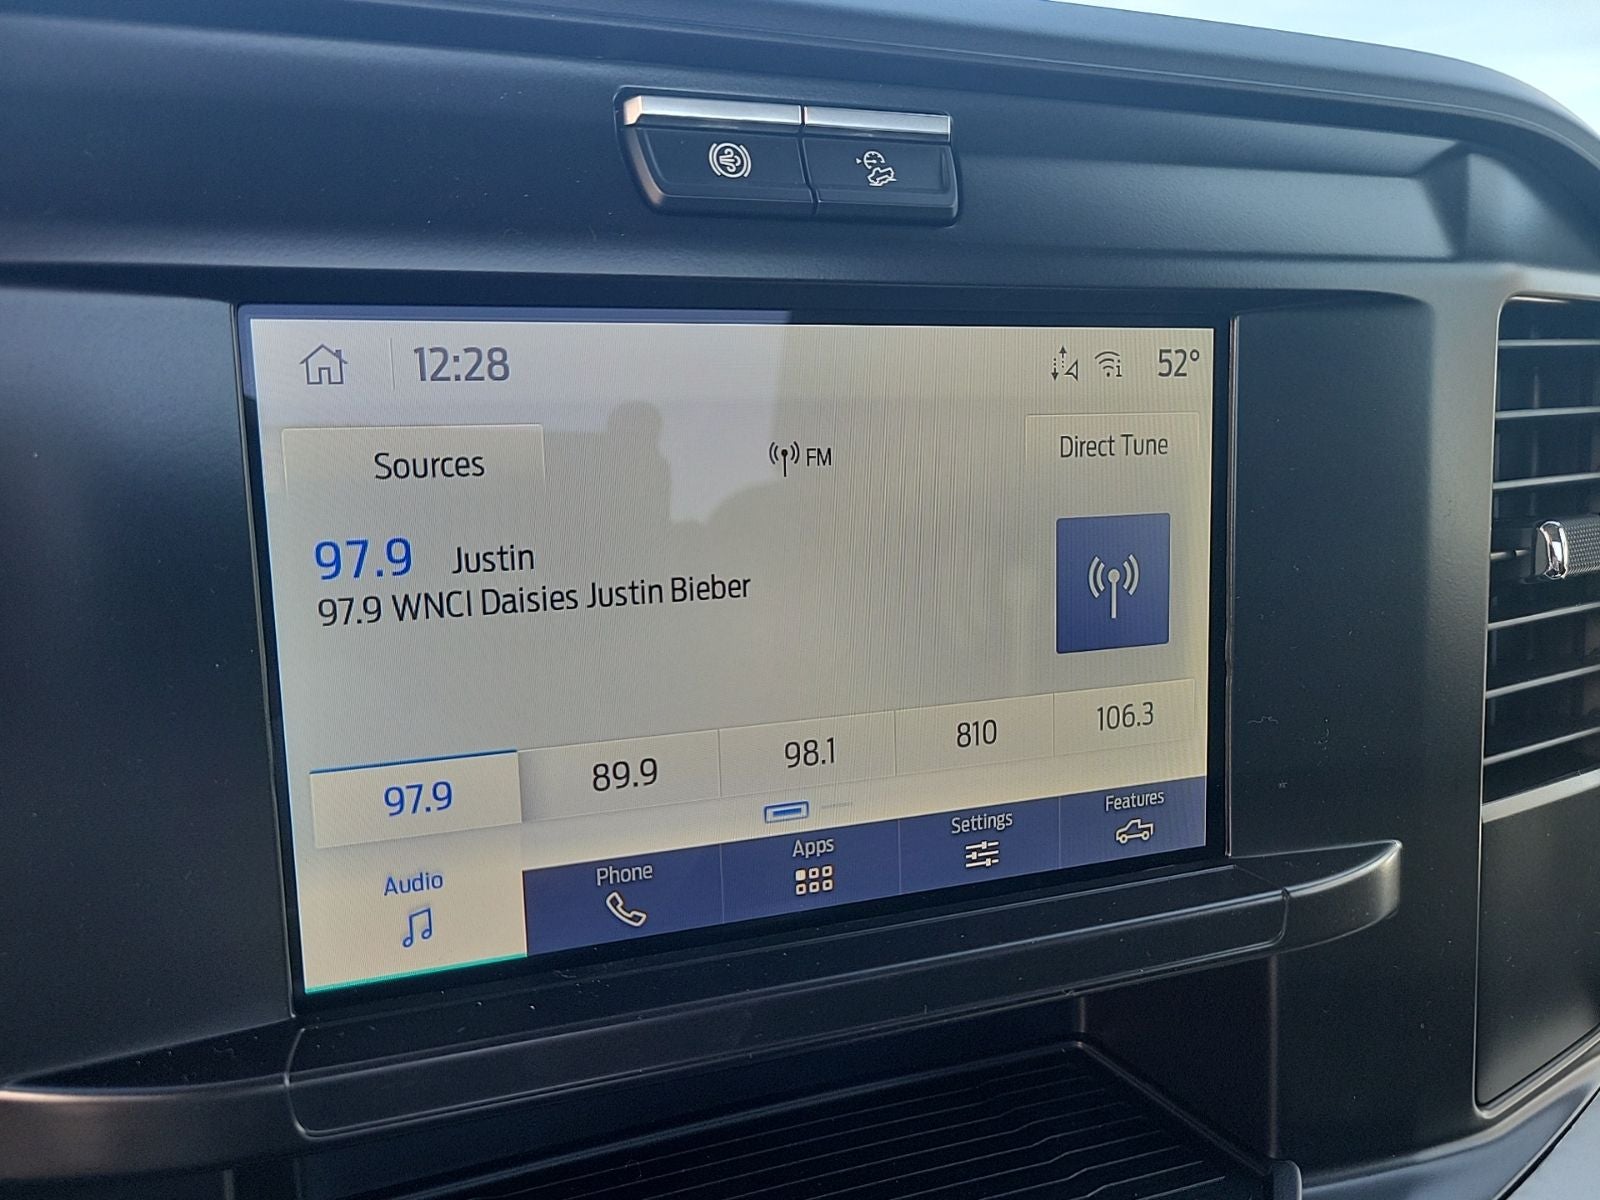 12:28
52°
Sources
FM
Direct Tune
97.9 Justin
97.9 WNCI Daisies Justin Bieber
97.9
89.9
98.1
810
106.3
Audio
Phone
Apps
Settings
Features